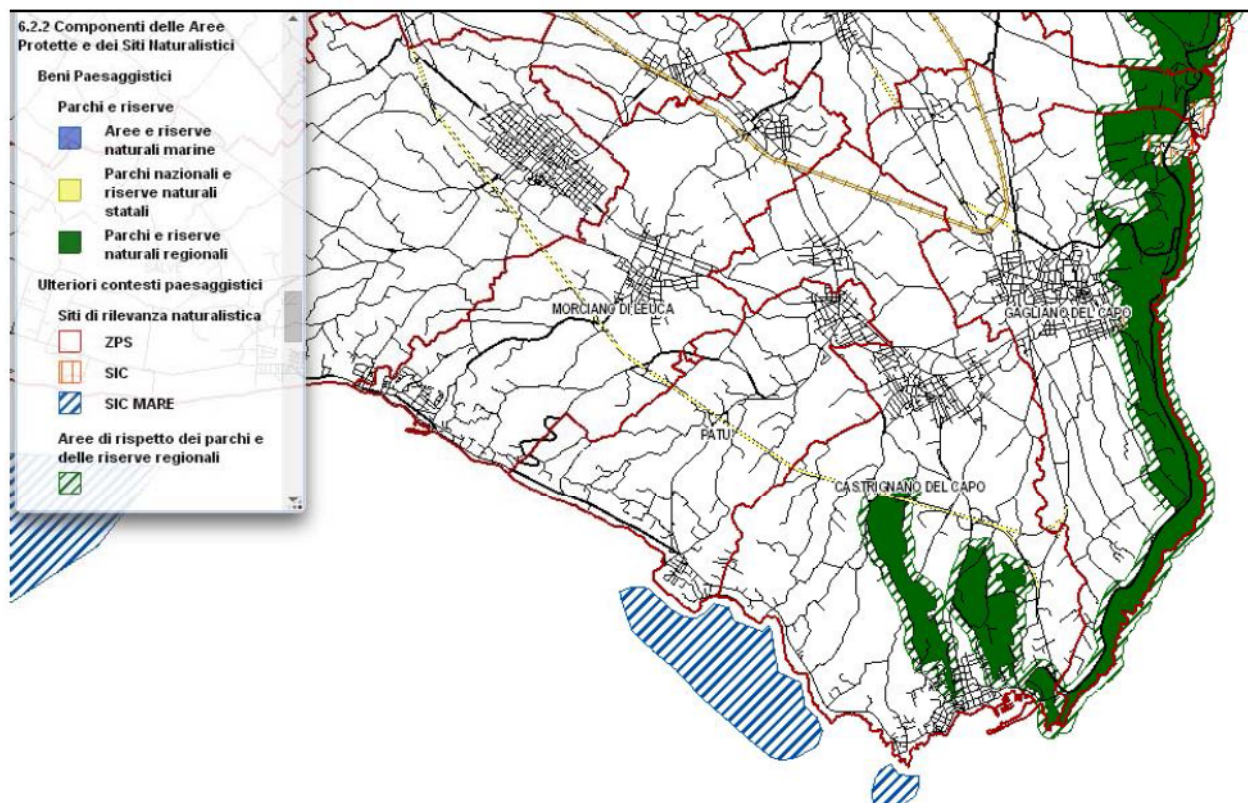 6.2.2 Componenti delle Aree
Protette e dei Siti Naturalistici
Beni Paesaggistici
Parchi e riserve
Aree e riserve
naturali marine
Parchi nazionali e
riserve naturali
statali
Parchi e riserve
naturali regionali
SALVE
Ulteriori contesti paesaggistici
Siti di rilevanza naturalistica
ZPS
SIC
SIC MARE
Aree di rispetto dei parchi e
delle riserve regionali
MORCIANO DI LEUCA
GAGLIANO DEL CAPO
PATU'
CASTRIGNANO DEL CAPO